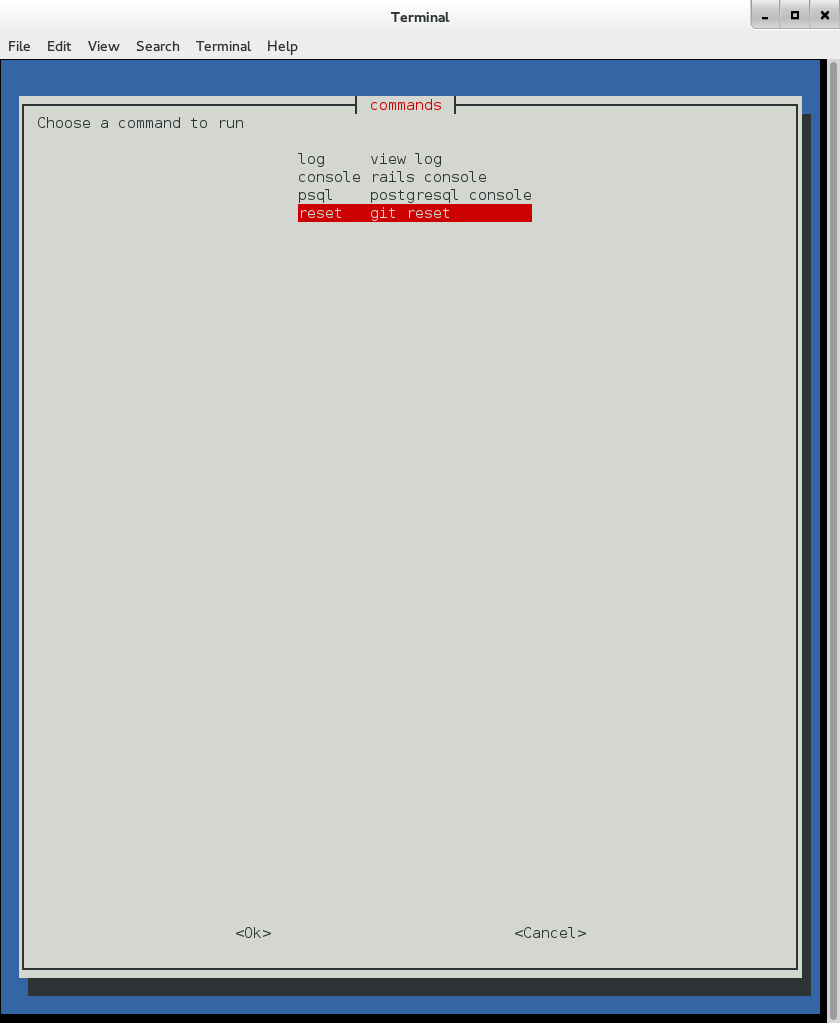 Terminal
File Edit View Search Terminal Help
commands
Choose a command to run
log view log
console rails console
psql postgresql console
reset git reset
<Ok> <Cancel>